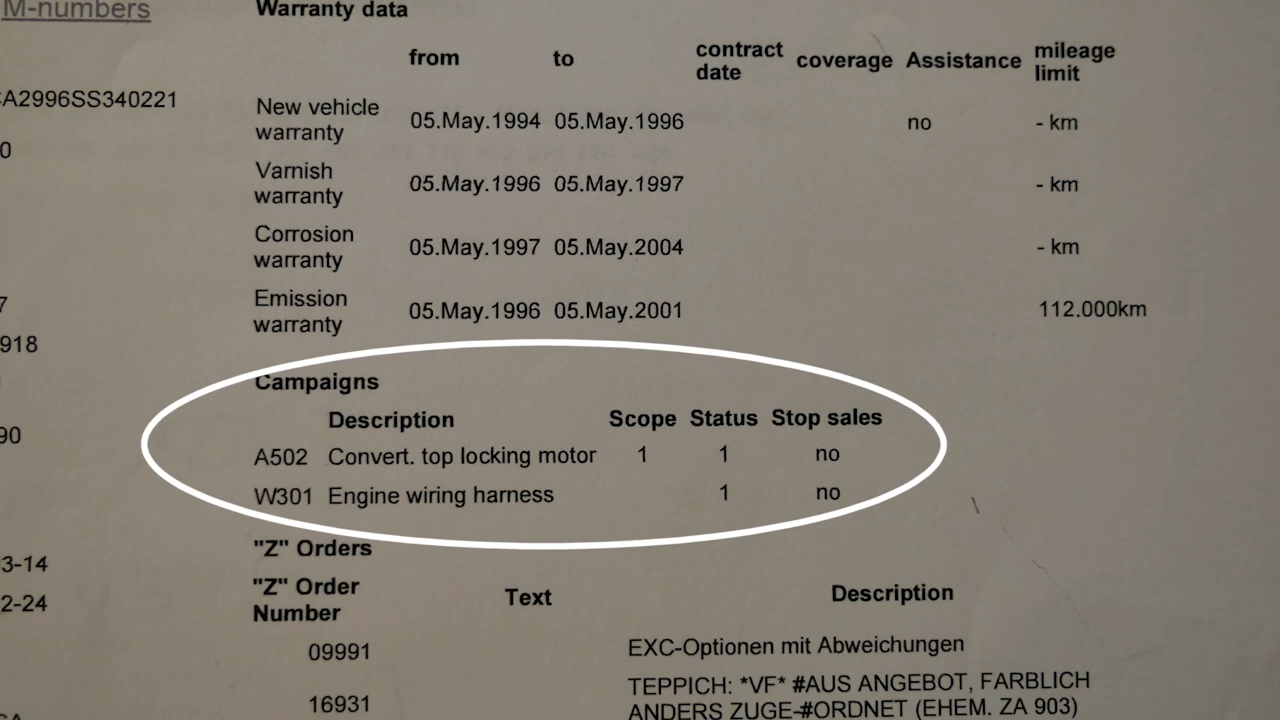 M-numbers
Warranty data
from to contract date coverage Assistance mileage limit
CA2996SS340221
New vehicle warranty 05.May.1994 05.May.1996 no - km
0
Varnish warranty 05.May.1996 05.May.1997 - km
Corrosion warranty 05.May.1997 05.May.2004 - km
7
Emission warranty 05.May.1996 05.May.2001 112.000km
918
Campaigns
Description Scope Status Stop sales
90
A502 Convert. top locking motor 1 1 no
W301 Engine wiring harness 1 no
"Z" Orders
3-14
"Z" Order Number Text Description
2-24
09991 EXC-Optionen mit Abweichungen
16931 TEPPICH: *VF* #AUS ANGEBOT, FARBLICH
ANDERS ZUGE-#ORDNET (EHEM. ZA 903)